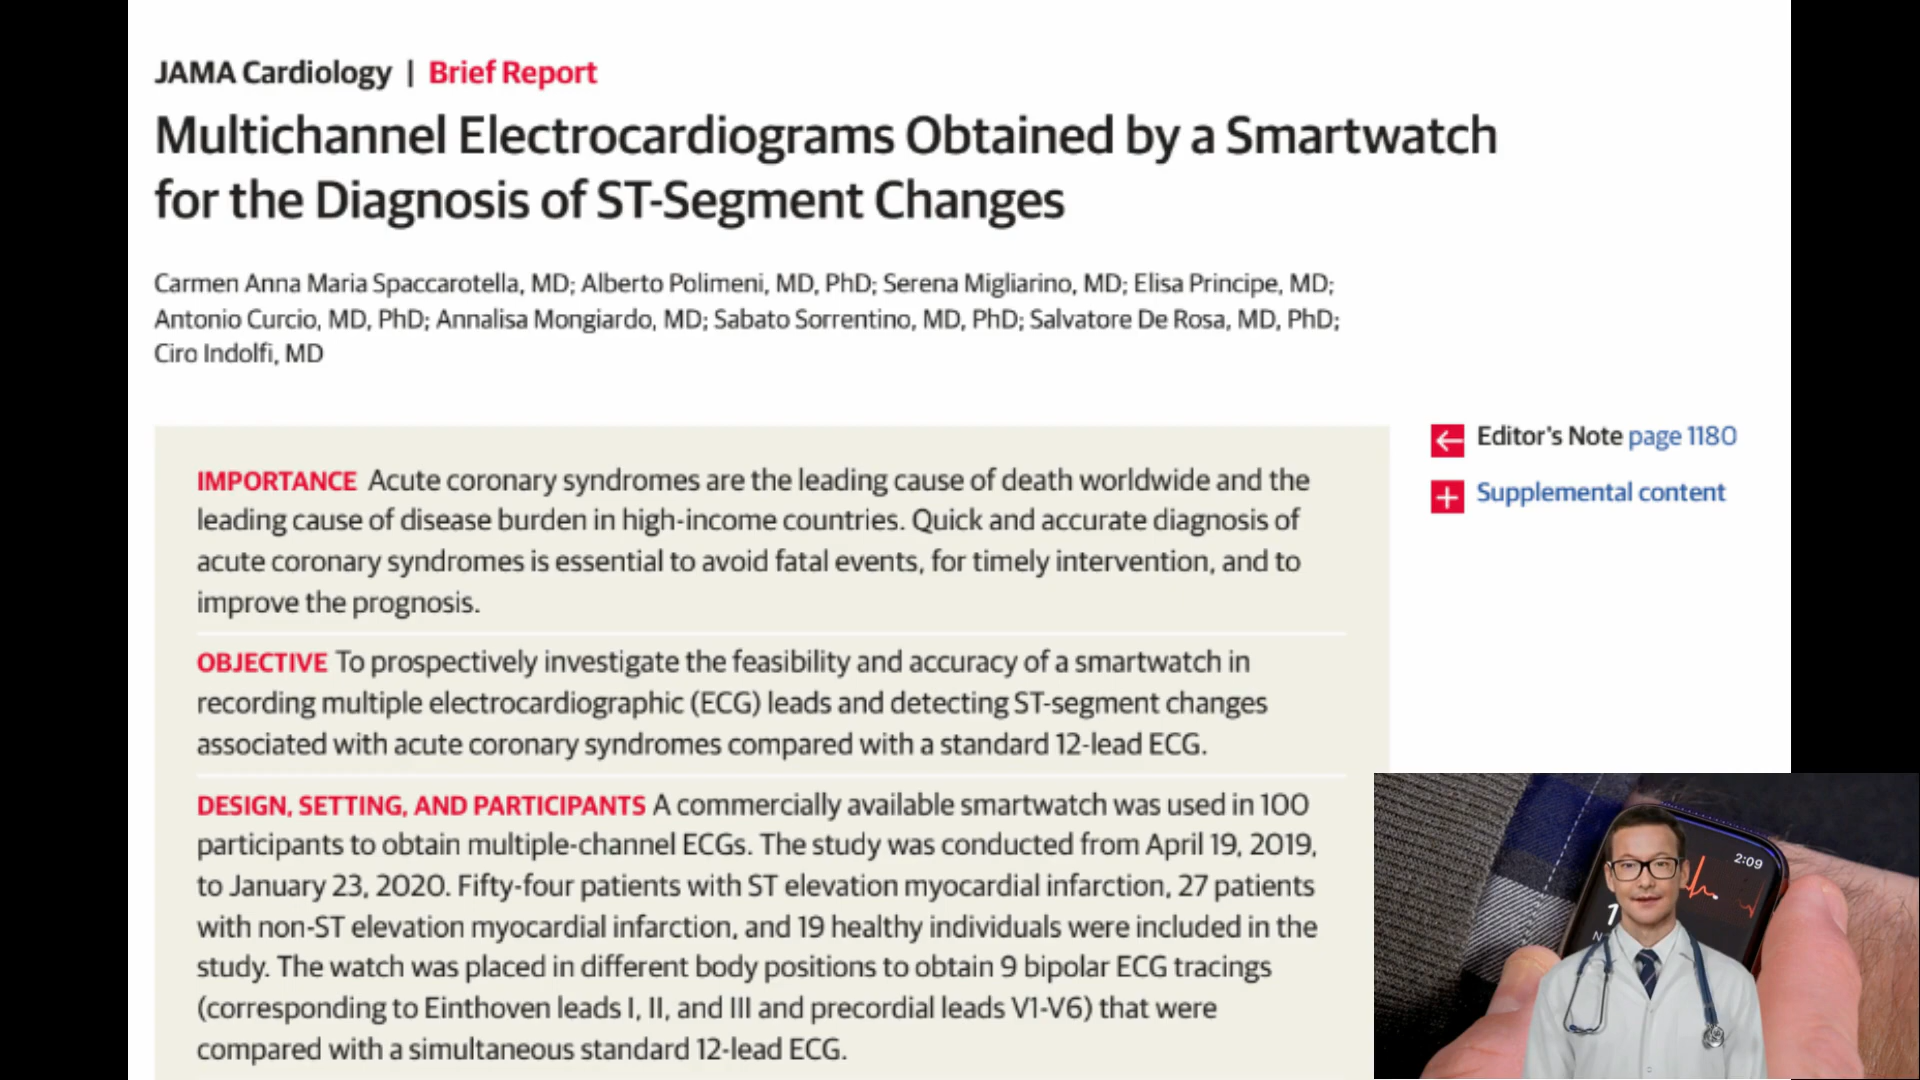 JAMA Cardiology | Brief Report
Multichannel Electrocardiograms Obtained by a Smartwatch
for the Diagnosis of ST-Segment Changes
Carmen Anna Maria Spaccarotella, MD; Alberto Polimeni, MD, PhD; Serena Migliarino, MD; Elisa Principe, MD;
Antonio Curcio, MD, PhD; Annalisa Mongiardo, MD; Sabato Sorrentino, MD, PhD; Salvatore De Rosa, MD, PhD;
Ciro Indolfi, MD
Editor's Note page 1180
Supplemental content
IMPORTANCE Acute coronary syndromes are the leading cause of death worldwide and the
leading cause of disease burden in high-income countries. Quick and accurate diagnosis of
acute coronary syndromes is essential to avoid fatal events, for timely intervention, and to
improve the prognosis.
OBJECTIVE To prospectively investigate the feasibility and accuracy of a smartwatch in
recording multiple electrocardiographic (ECG) leads and detecting ST-segment changes
associated with acute coronary syndromes compared with a standard 12-lead ECG.
DESIGN, SETTING, AND PARTICIPANTS A commercially available smartwatch was used in 100
participants to obtain multiple-channel ECGs. The study was conducted from April 19, 2019,
to January 23, 2020. Fifty-four patients with ST elevation myocardial infarction, 27 patients
with non-ST elevation myocardial infarction, and 19 healthy individuals were included in the
study. The watch was placed in different body positions to obtain 9 bipolar ECG tracings
(corresponding to Einthoven leads I, II, and III and precordial leads V1-V6) that were
compared with a simultaneous standard 12-lead ECG.
2:09